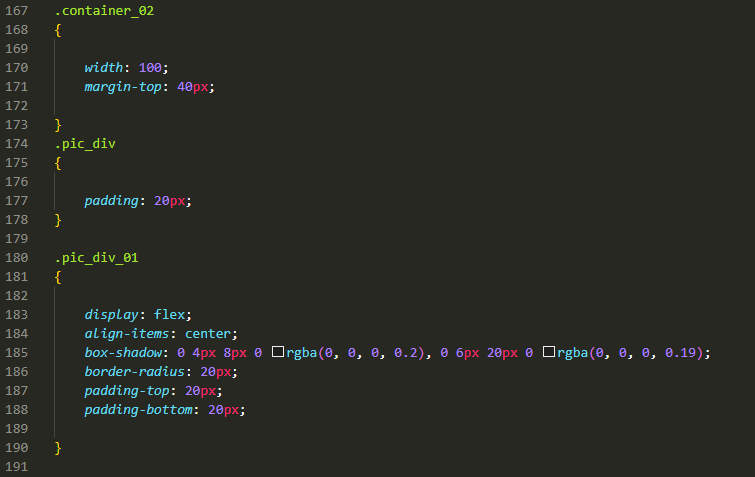 167 .container_02
168 {
169
170 width: 100;
171 margin-top: 40px;
172
173 }
174 .pic_div
175 {
176
177 padding: 20px;
178 }
179
180 .pic_div_01
181 {
182
183 display: flex;
184 align-items: center;
185 box-shadow: 0 4px 8px 0 rgba(0, 0, 0, 0.2), 0 6px 20px 0 rgba(0, 0, 0, 0.19);
186 border-radius: 20px;
187 padding-top: 20px;
188 padding-bottom: 20px;
189
190 }
191